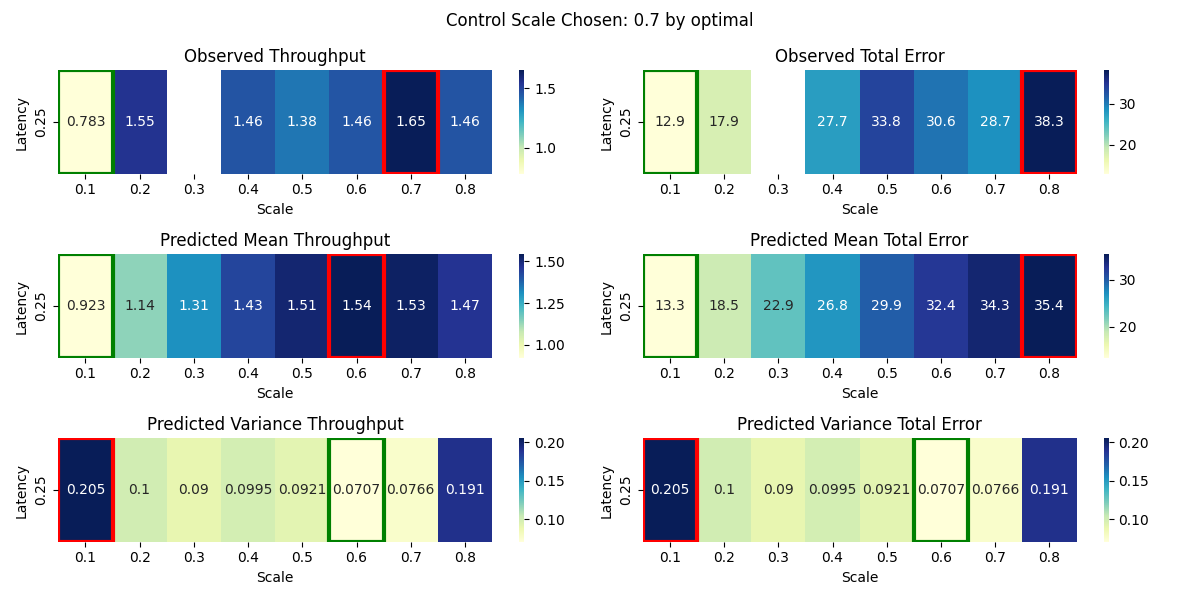 Control Scale Chosen: 0.7 by optimal
Observed Throughput
Latency
0.25
0.783 1.55 1.46 1.38 1.46 1.65 1.46
1.5
1.0
0.1 0.2 0.3 0.4 0.5 0.6 0.7 0.8
Scale
Observed Total Error
Latency
0.25
12.9 17.9 27.7 33.8 30.6 28.7 38.3
30
20
0.1 0.2 0.3 0.4 0.5 0.6 0.7 0.8
Scale
Predicted Mean Throughput
Latency
0.25
0.923 1.14 1.31 1.43 1.51 1.54 1.53 1.47
1.50
1.25
1.00
0.1 0.2 0.3 0.4 0.5 0.6 0.7 0.8
Scale
Predicted Mean Total Error
Latency
0.25
13.3 18.5 22.9 26.8 29.9 32.4 34.3 35.4
30
20
0.1 0.2 0.3 0.4 0.5 0.6 0.7 0.8
Scale
Predicted Variance Throughput
Latency
0.25
0.205 0.1 0.09 0.0995 0.0921 0.0707 0.0766 0.191
0.20
0.15
0.10
0.1 0.2 0.3 0.4 0.5 0.6 0.7 0.8
Scale
Predicted Variance Total Error
Latency
0.25
0.205 0.1 0.09 0.0995 0.0921 0.0707 0.0766 0.191
0.20
0.15
0.10
0.1 0.2 0.3 0.4 0.5 0.6 0.7 0.8
Scale